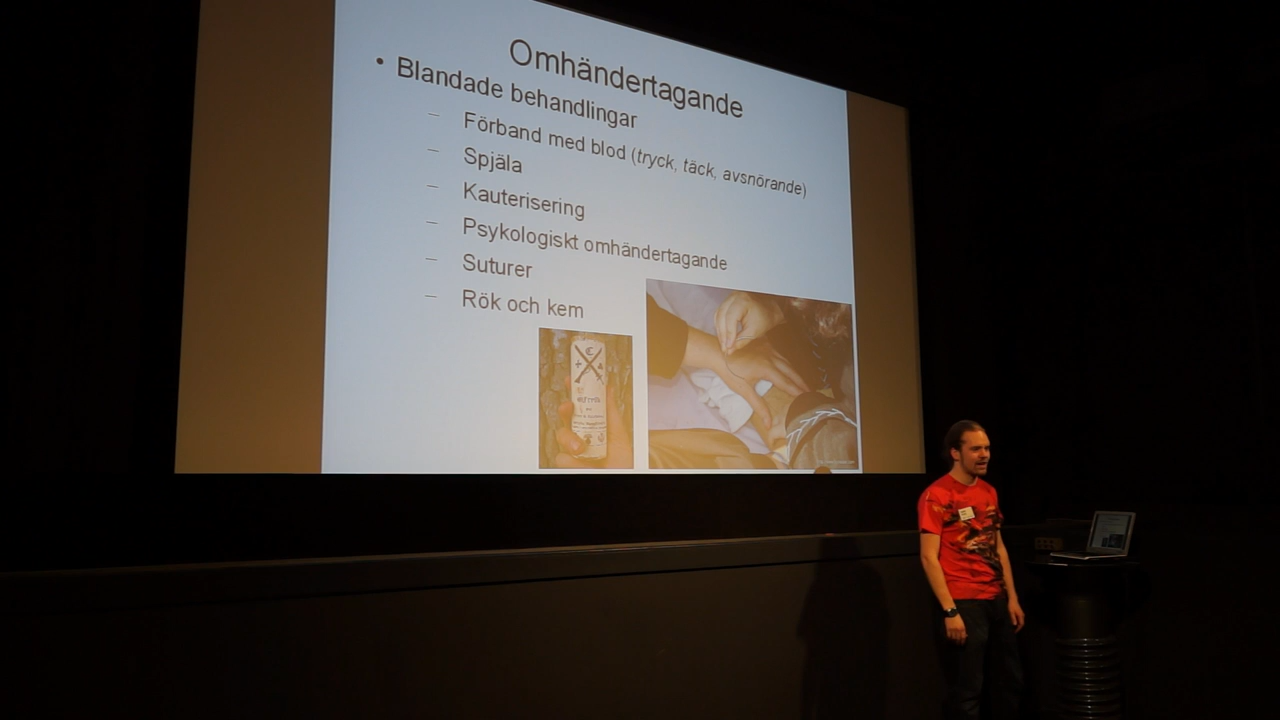 Omhändertagande
• Blandade behandlingar
– Förband med blod (tryck, täck, avsnörande)
– Spjäla
– Kauterisering
– Psykologiskt omhändertagande
– Suturer
– Rök och kem